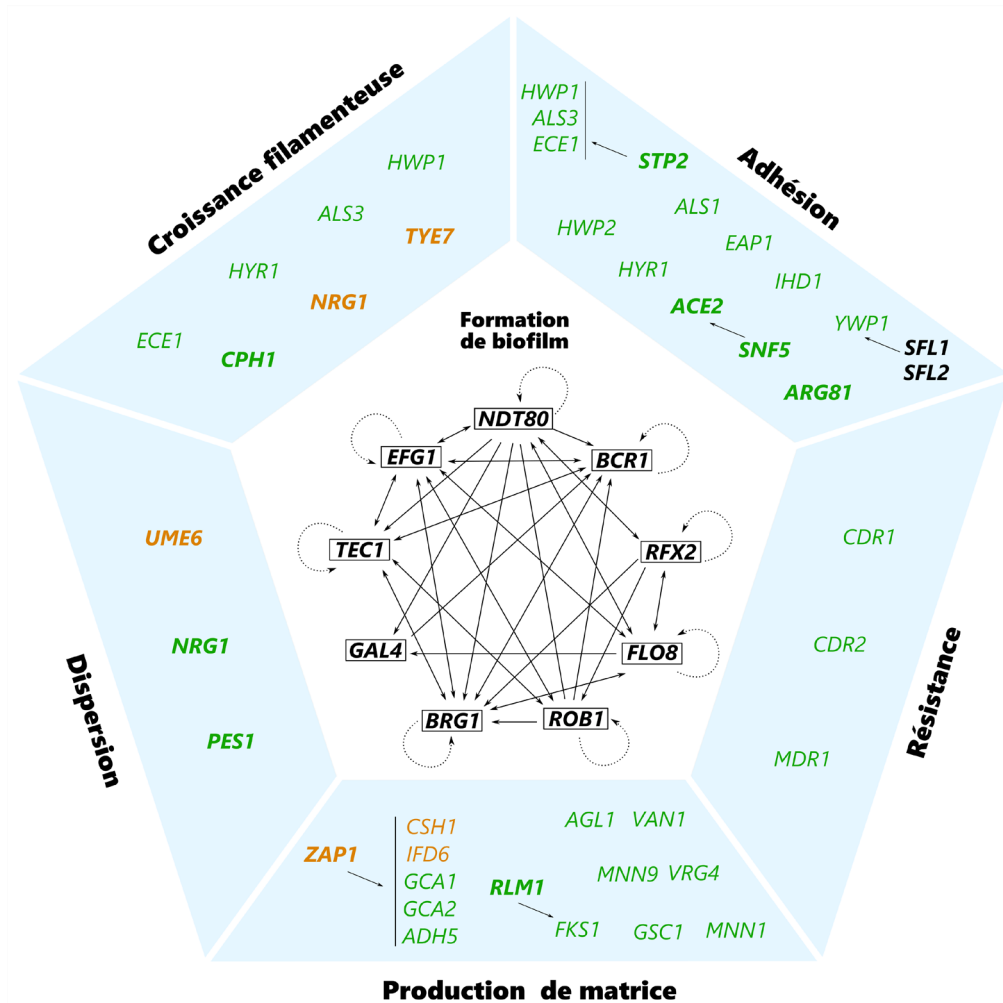 Croissance filamenteuse
HWP1
ALS3
TYE7
HYR1
NRG1
ECE1
CPH1
Adhésion
HWP1
ALS3
ECE1
STP2
ALS1
HWP2
EAP1
HYR1
IHD1
ACE2
YWP1
SNF5
SFL1
SFL2
ARG81
Formation
de biofilm
NDT80
EFG1
BCR1
TEC1
RFX2
GAL4
FLO8
BRG1
ROB1
Dispersion
UME6
NRG1
PES1
Résistance
CDR1
CDR2
MDR1
ZAP1
CSH1
IFD6
GCA1
GCA2
ADH5
RLM1
AGL1 VAN1
MNN9 VRG4
FKS1 GSC1 MNN1
Production de matrice